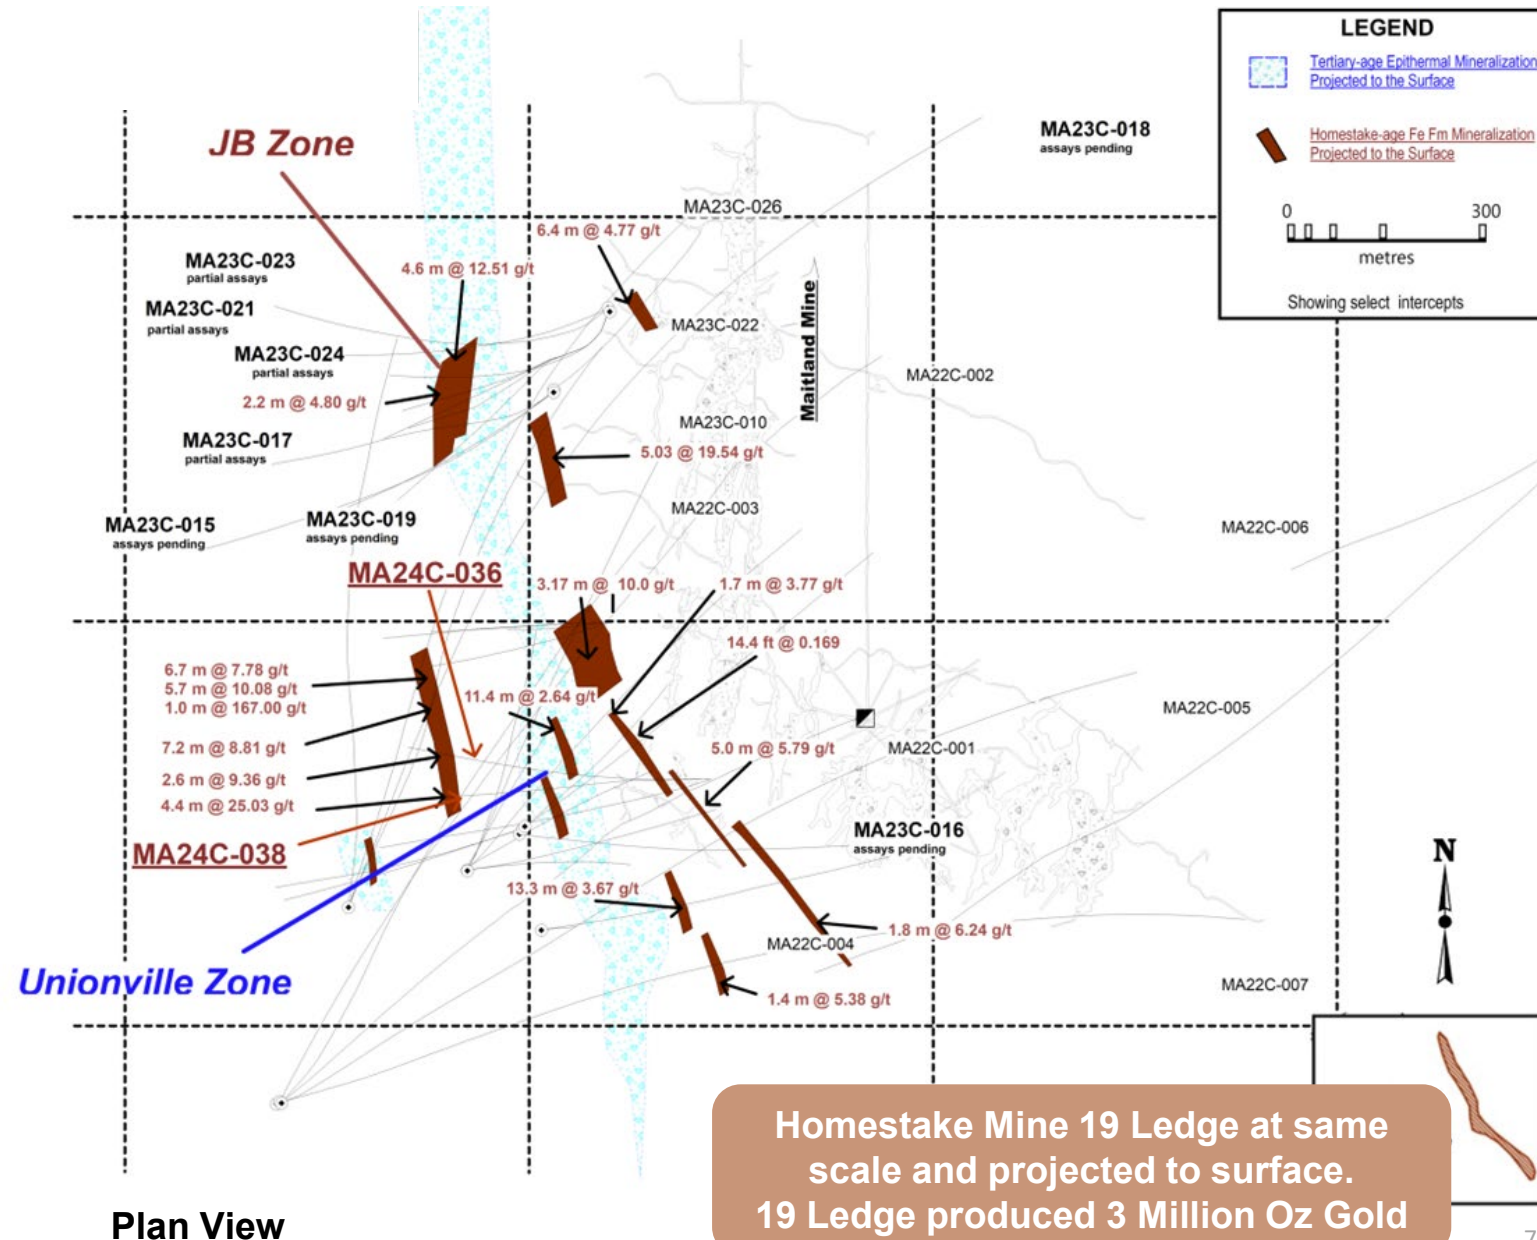 LEGEND
Tertiary-age Epithermal Mineralization
Projected to the Surface
Homestake-age Fe Fm Mineralization
Projected to the Surface
0 300
metres
Showing select intercepts
JB Zone
MA23C-018
assays pending
MA23C-026
6.4 m @ 4.77 g/t
MA23C-023
partial assays
4.6 m @ 12.51 g/t
MA23C-021
partial assays
MA23C-022
Maitland Mine
MA23C-024
partial assays
MA22C-002
2.2 m @ 4.80 g/t
MA23C-010
MA23C-017
partial assays
5.03 @ 19.54 g/t
MA22C-003
MA23C-015
assays pending
MA23C-019
assays pending
MA22C-006
MA24C-036
3.17 m @ 10.0 g/t
1.7 m @ 3.77 g/t
14.4 ft @ 0.169
6.7 m @ 7.78 g/t
5.7 m @ 10.08 g/t
1.0 m @ 167.00 g/t
11.4 m @ 2.64 g/t
MA22C-005
7.2 m @ 8.81 g/t
5.0 m @ 5.79 g/t
MA22C-001
2.6 m @ 9.36 g/t
4.4 m @ 25.03 g/t
MA23C-016
assays pending
MA24C-038
N
13.3 m @ 3.67 g/t
1.8 m @ 6.24 g/t
MA22C-004
Unionville Zone
MA22C-007
1.4 m @ 5.38 g/t
Homestake Mine 19 Ledge at same
scale and projected to surface.
19 Ledge produced 3 Million Oz Gold
Plan View
7